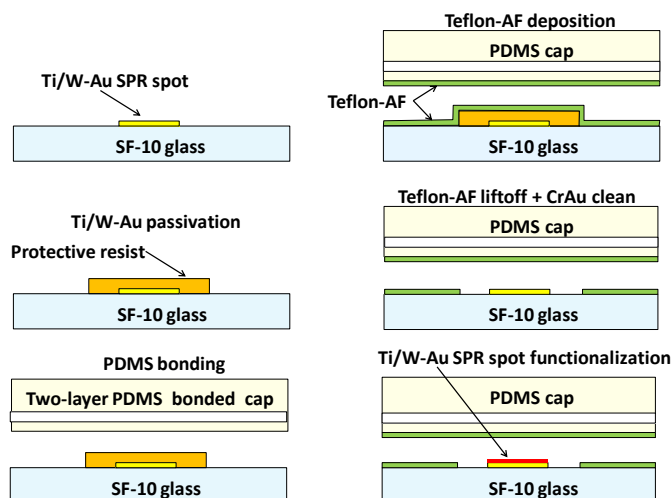 Ti/W-Au SPR spot
SF-10 glass
Ti/W-Au passivation
Protective resist
SF-10 glass
PDMS bonding
Two-layer PDMS bonded cap
SF-10 glass
Teflon-AF deposition
PDMS cap
Teflon-AF
SF-10 glass
Teflon-AF liftoff + CrAu clean
PDMS cap
SF-10 glass
Ti/W-Au SPR spot functionalization
PDMS cap
SF-10 glass